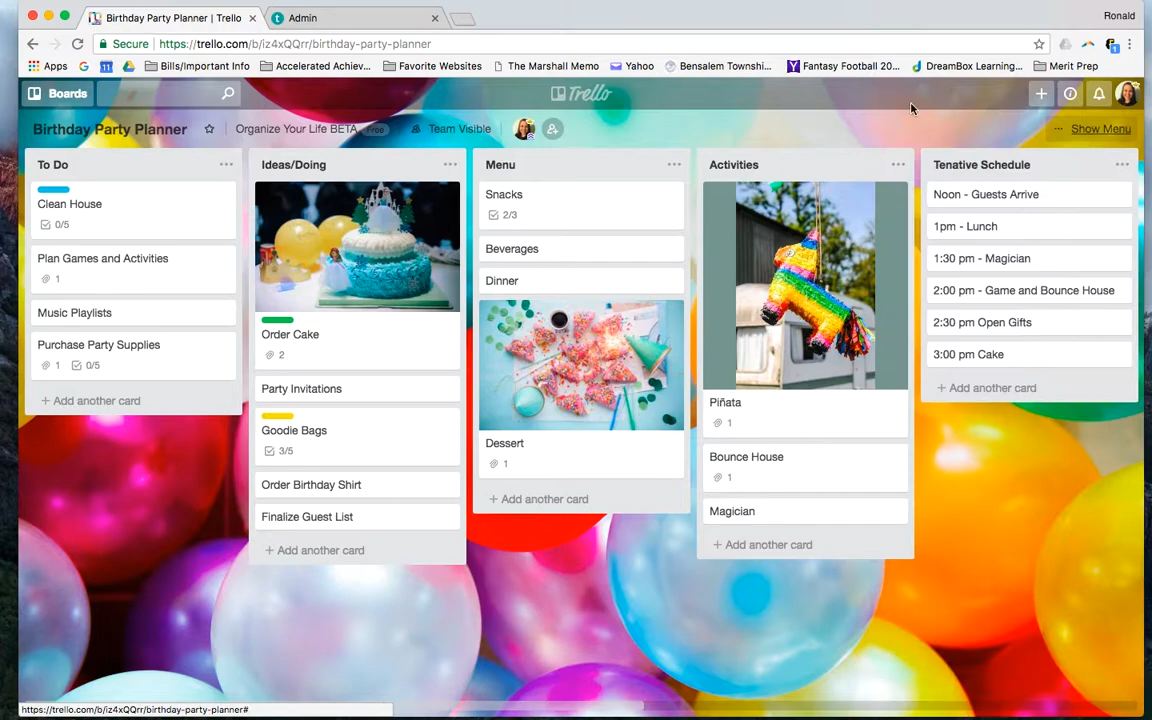 Birthday Party Planner | Trello
Admin
Ronald
Secure
https://trello.com/b/iz4xQQrr/birthday-party-planner
Apps
Bills/Important Info
Accelerated Achiev...
Favorite Websites
The Marshall Memo
Yahoo
Bensalem Townshi...
Fantasy Football 20...
DreamBox Learning...
Merit Prep
Boards
Trello
Birthday Party Planner
Organize Your Life BETA
Free
Team Visible
Show Menu
To Do
Clean House
0/5
Plan Games and Activities
1
Music Playlists
Purchase Party Supplies
1 0/5
+ Add another card
Ideas/Doing
Order Cake
2
Party Invitations
Goodie Bags
3/5
Order Birthday Shirt
Finalize Guest List
+ Add another card
Menu
Snacks
2/3
Beverages
Dinner
Dessert
1
+ Add another card
Activities
Piñata
1
Bounce House
1
Magician
+ Add another card
Tenative Schedule
Noon - Guests Arrive
1pm - Lunch
1:30 pm - Magician
2:00 pm - Game and Bounce House
2:30 pm Open Gifts
3:00 pm Cake
+ Add another card
https://trello.com/b/iz4xQQrr/birthday-party-planner#